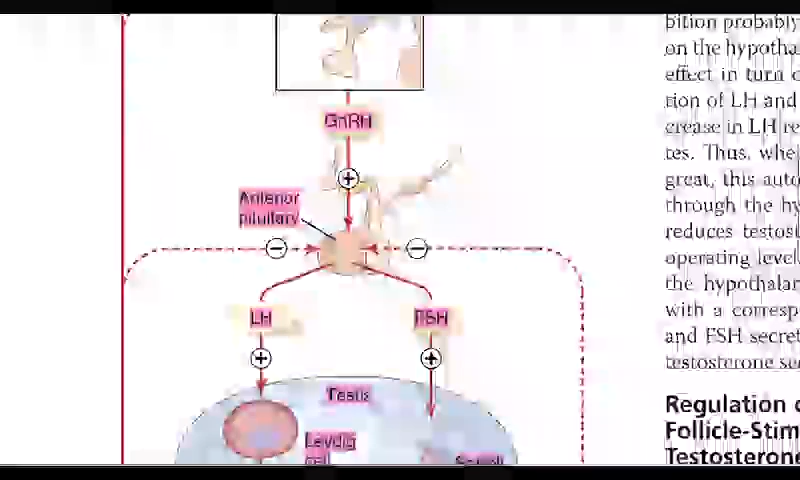 GnRH
Anterior
pituitary
LH
FSH
Testis
Leydig
cell
bition probably
on the hypotha
effect in turn
tion of LH and
crease in LH re
tes. Thus, whe
great, this auto
through the hy
reduces testost
operating level
the hypothalar
with a corresp
and FSH secret
testosterone se
Regulation o
Follicle-Stim
Testosterone